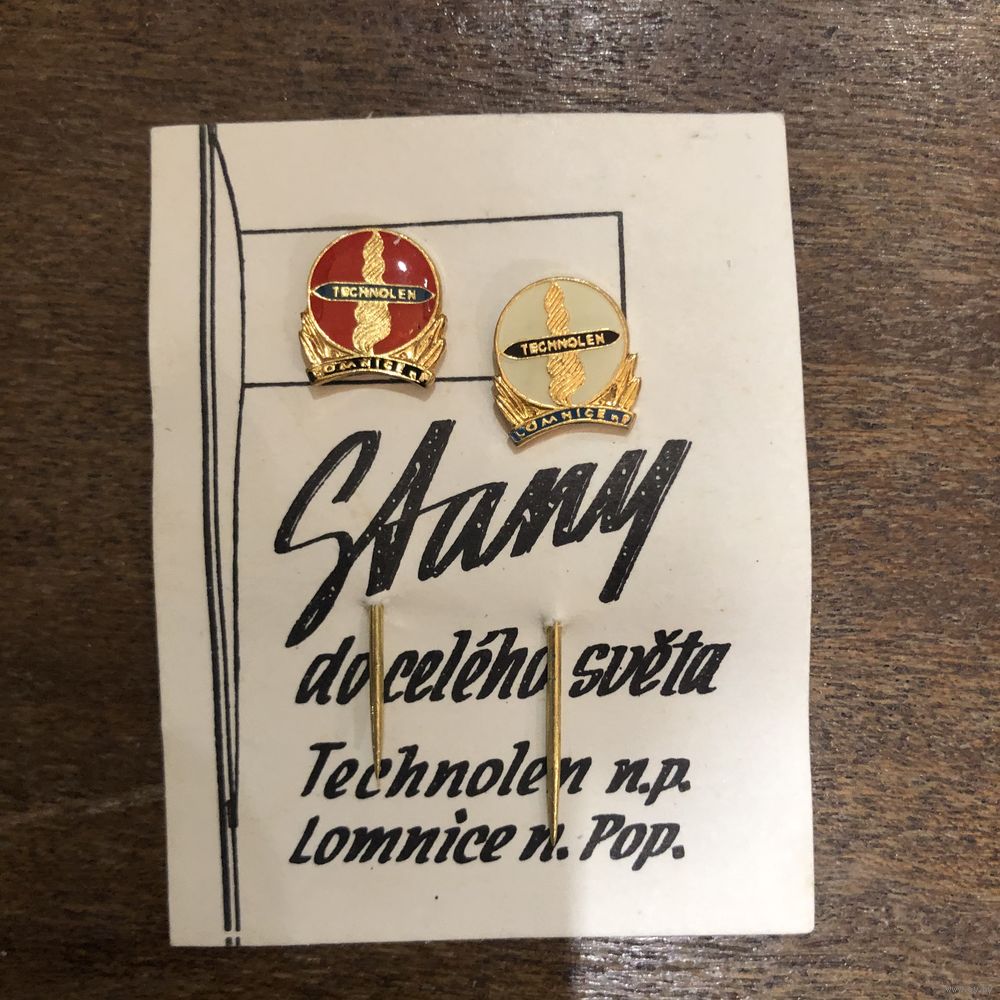 TECHNOLEN
LOMNICE n P
TECHNOLEN
LOMNICE n P
Stany
do celého světa
Technolen n.p.
Lomnice n. Pop.